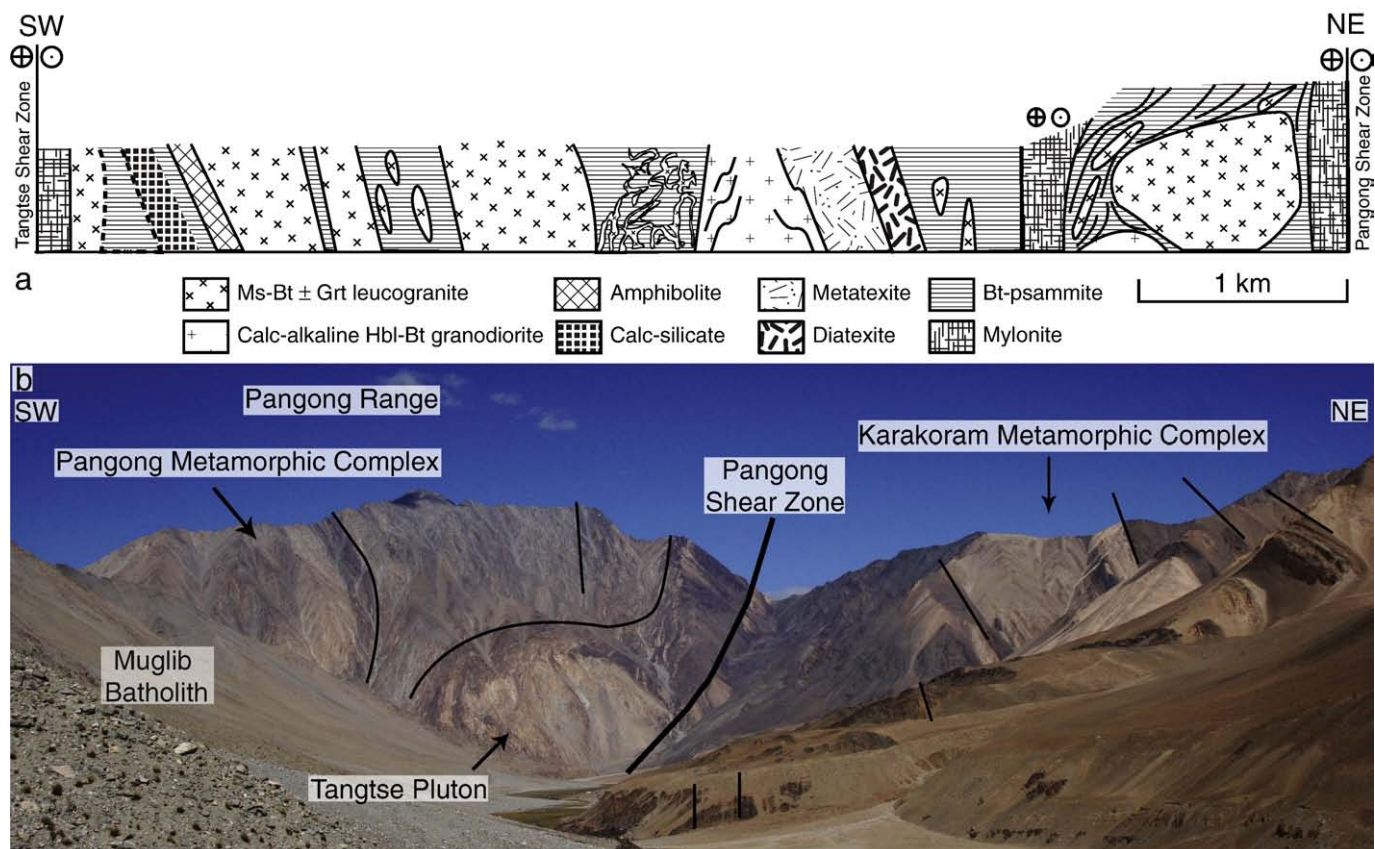 SW
NE
Tangtse Shear Zone
Pangong Shear Zone
a
Ms-Bt ± Grt leucogranite
Amphibolite
Metatexite
Bt-psammite
1 km
Calc-alkaline Hbl-Bt granodiorite
Calc-silicate
Diatexite
Mylonite
b
SW
NE
Pangong Range
Karakoram Metamorphic Complex
Pangong Metamorphic Complex
Pangong
Shear Zone
Muglib
Batholith
Tangtse Pluton